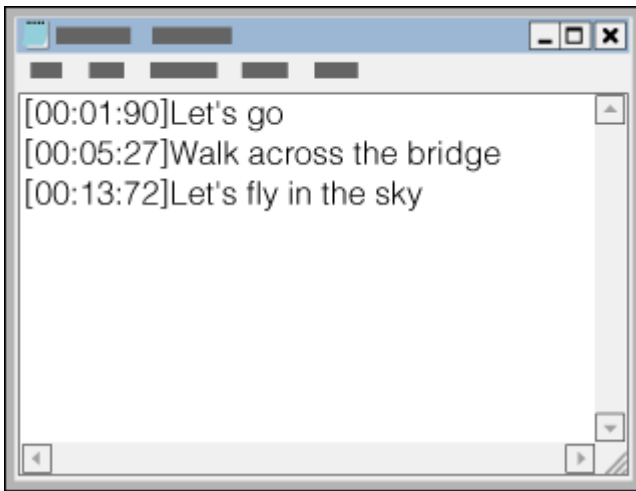 [00:01:90]Let's go
[00:05:27]Walk across the bridge
[00:13:72]Let's fly in the sky